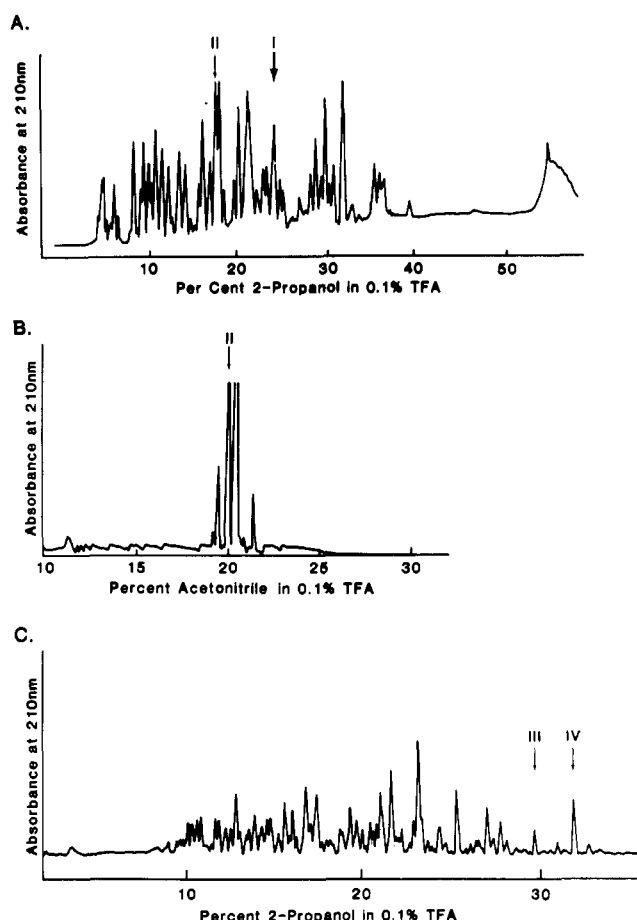 A.
II I
Absorbance at 210nm
10 20 30 40 50
Per Cent 2-Propanol in 0.1% TFA
B.
II
Absorbance at 210nm
10 15 20 25 30
Percent Acetonitrile in 0.1% TFA
C.
III IV
Absorbance at 210nm
10 20 30
Percent 2-Propanol in 0.1% TFA